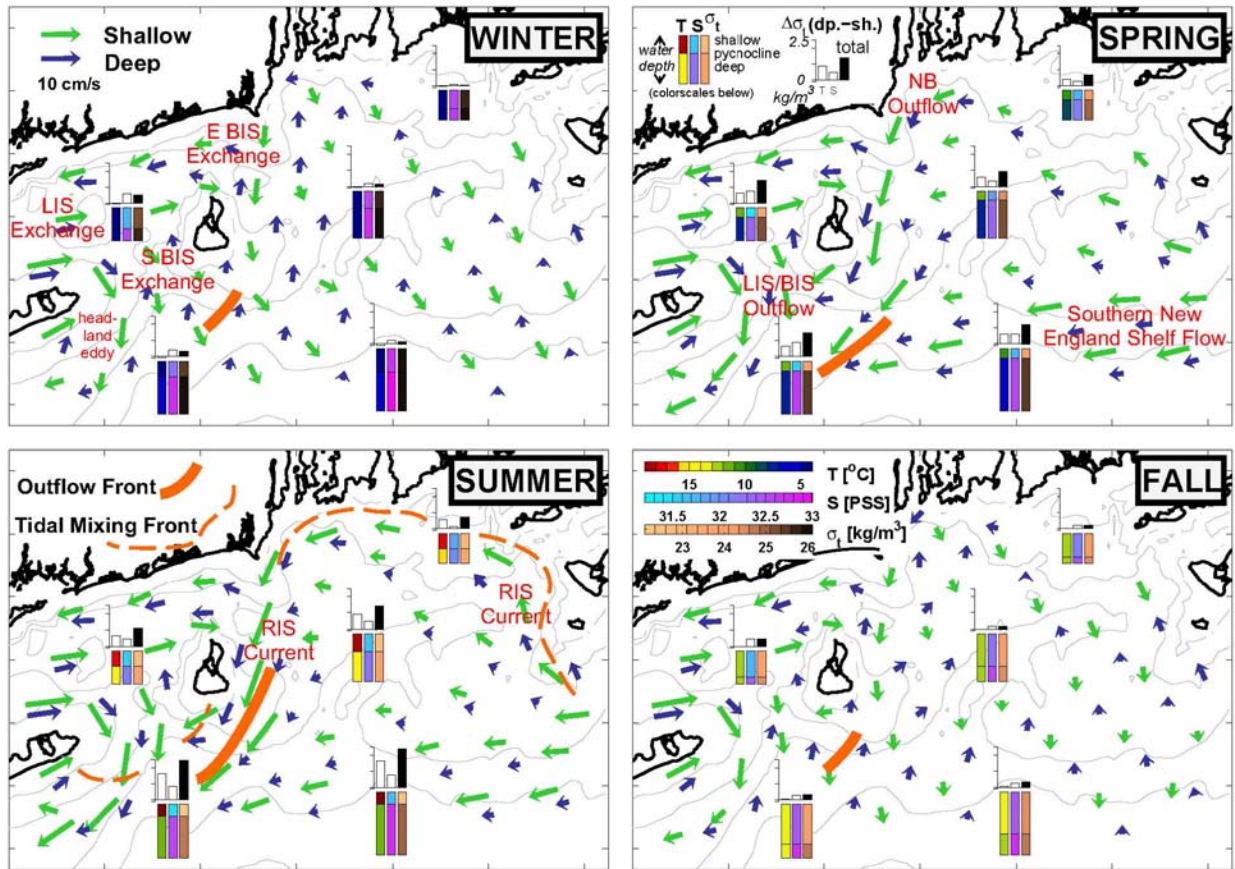 Shallow
Deep
10 cm/s
WINTER
E BIS
Exchange
LIS
Exchange
S BIS
Exchange
head-
land
eddy
T S σt
Δσt (dp.-sh.)
SPRING
water
depth
shallow
pycnocline
deep
2.5
total
0
(colorscales below)
kg/m3
T S
NB
Outflow
LIS/BIS
Outflow
Southern New
England Shelf Flow
SUMMER
Outflow Front
Tidal Mixing Front
RIS
Current
RIS
Current
FALL
T [°C]
15 10 5
S [PSS]
31.5 32 32.5 33
σt [kg/m3]
23 24 25 26